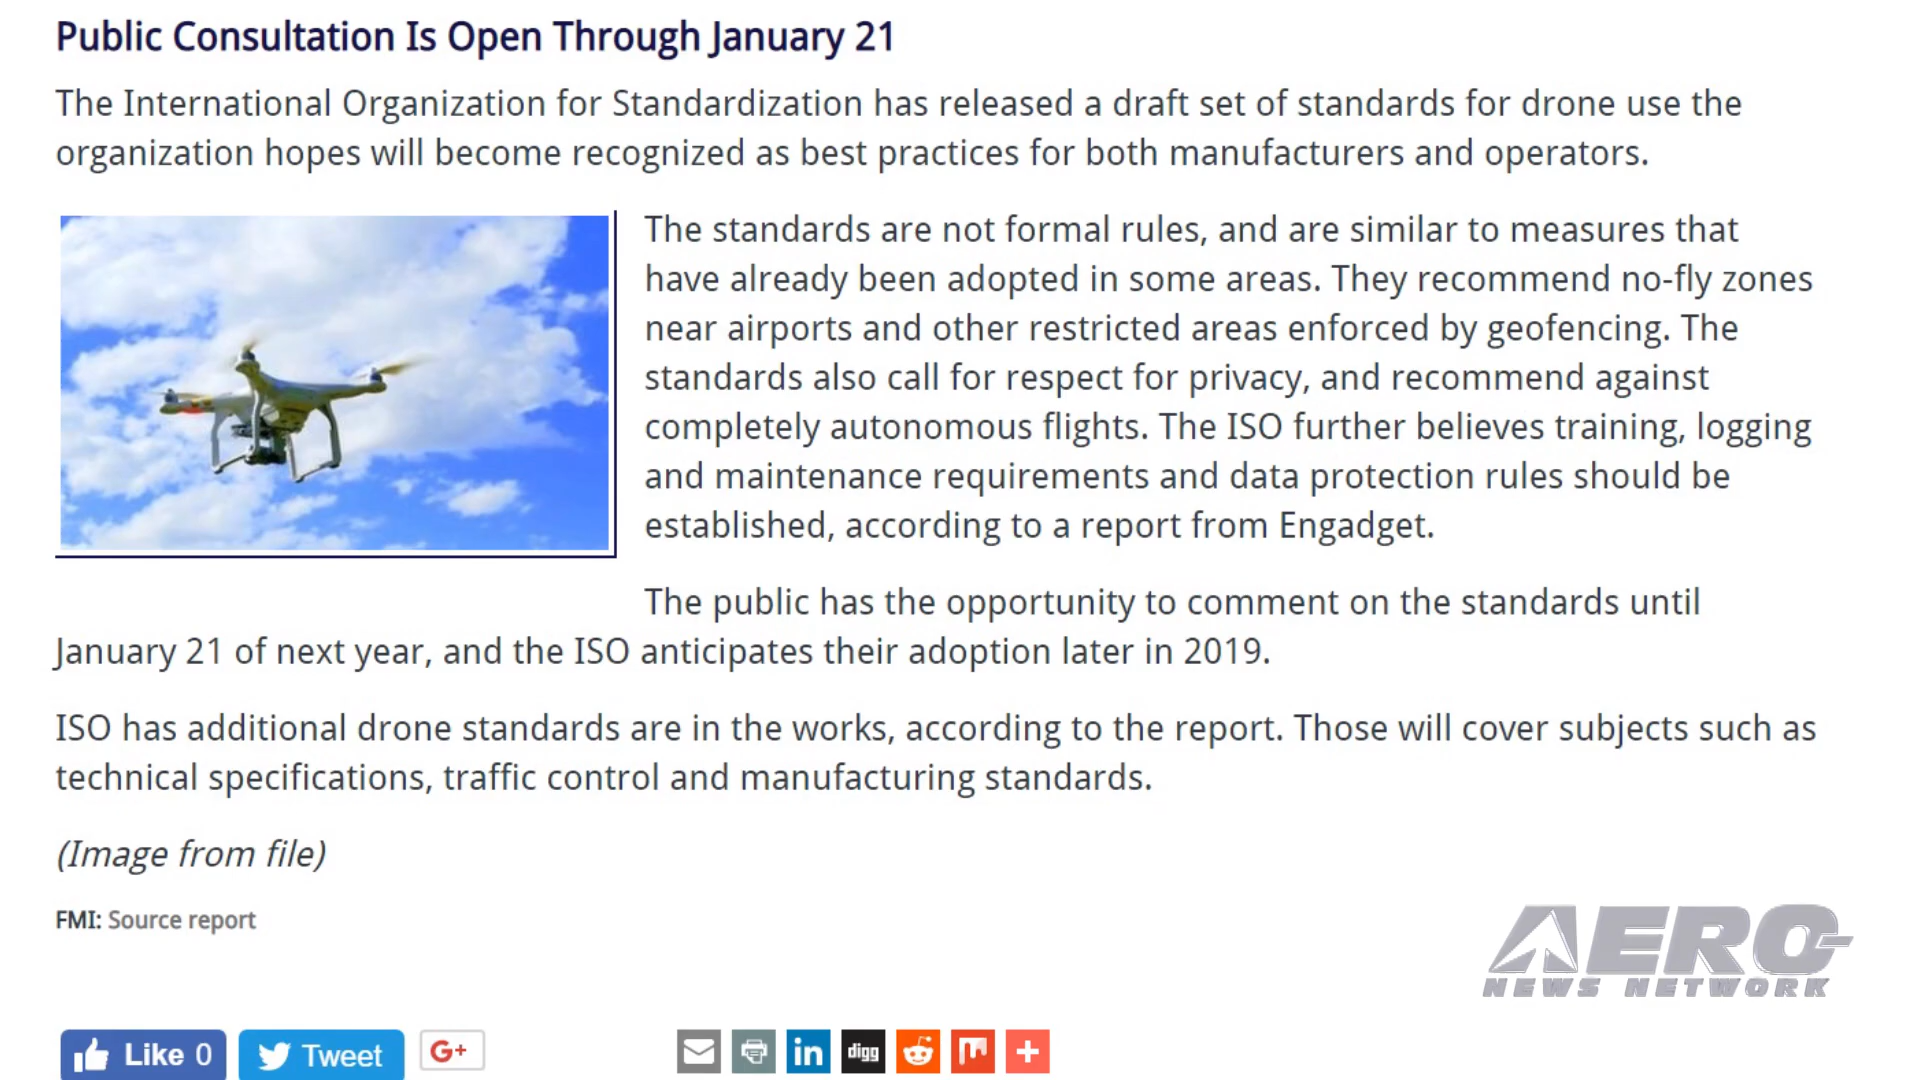 Public Consultation Is Open Through January 21
The International Organization for Standardization has released a draft set of standards for drone use the
organization hopes will become recognized as best practices for both manufacturers and operators.
The standards are not formal rules, and are similar to measures that
have already been adopted in some areas. They recommend no-fly zones
near airports and other restricted areas enforced by geofencing. The
standards also call for respect for privacy, and recommend against
completely autonomous flights. The ISO further believes training, logging
and maintenance requirements and data protection rules should be
established, according to a report from Engadget.
The public has the opportunity to comment on the standards until
January 21 of next year, and the ISO anticipates their adoption later in 2019.
ISO has additional drone standards are in the works, according to the report. Those will cover subjects such as
technical specifications, traffic control and manufacturing standards.
(Image from file)
FMI: Source report
AERO-
NEWS NETWORK
Like 0 Tweet G+ in digg